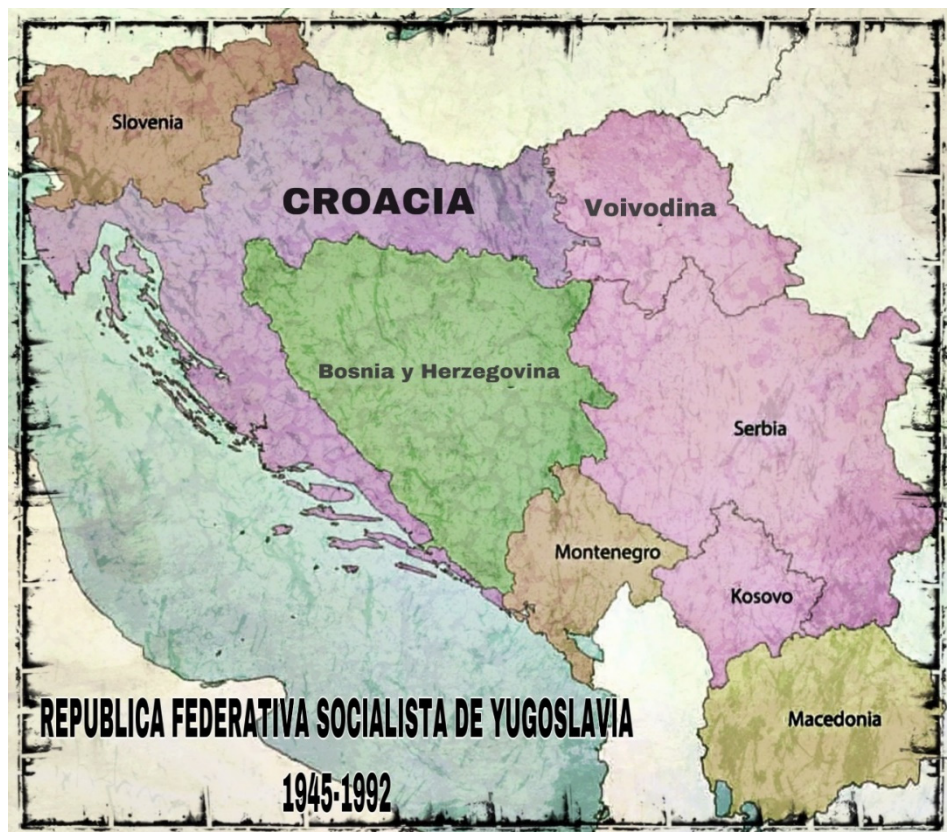 Slovenia
CROACIA
Voivodina
Bosnia y Herzegovina
Serbia
Montenegro
Kosovo
Macedonia
REPUBLICA FEDERATIVA SOCIALISTA DE YUGOSLAVIA
1945-1992